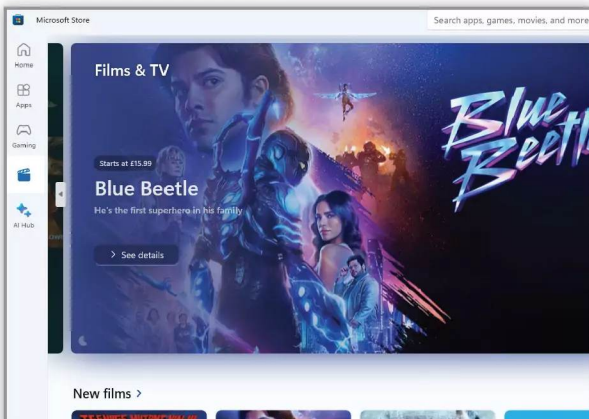 Microsoft Store
Search apps, games, movies, and more
Home
Apps
Gaming
AI Hub
Films & TV
Starts at £15.99
Blue Beetle
He's the first superhero in his family
> See details
Blue
Beetl
New films >